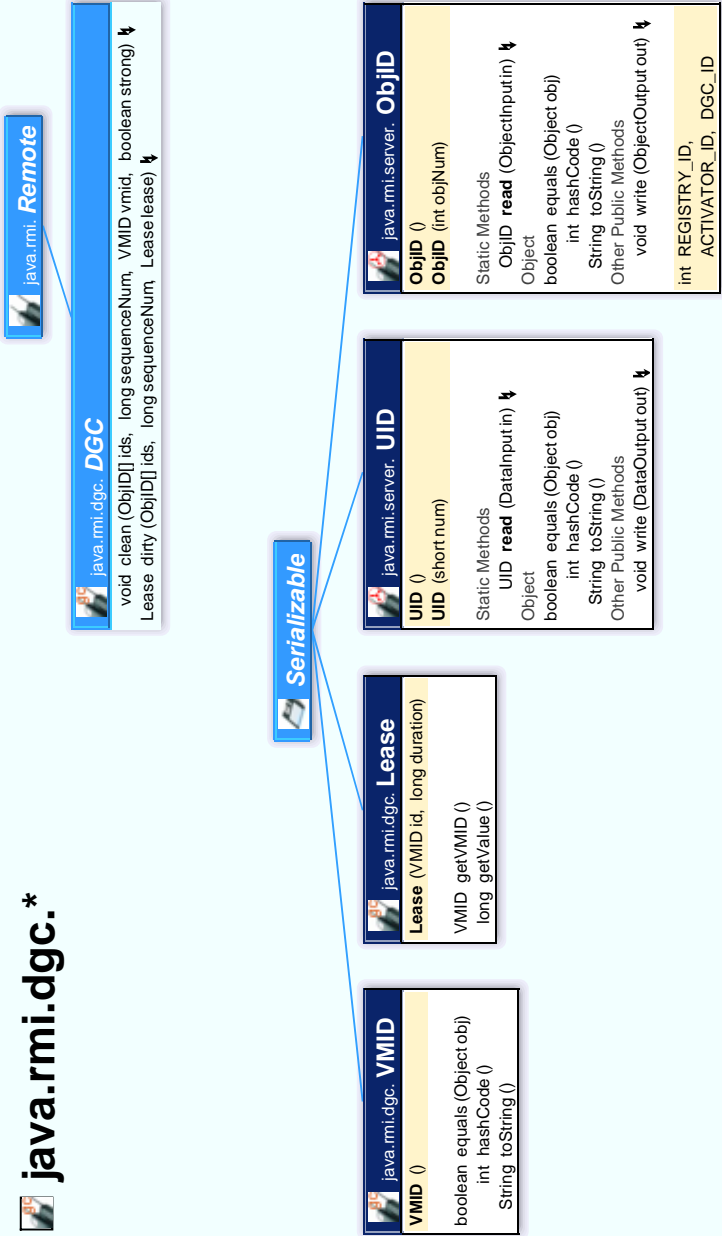 java.rmi.dgc.*
java.rmi. Remote
java.rmi.dgc. DGC
void clean (ObjID[] ids, long sequenceNum, VMID vmid, boolean strong)
Lease dirty (ObjID[] ids, long sequenceNum, Lease lease)
Serializable
java.rmi.dgc. VMID
VMID ()
boolean equals (Object obj)
int hashCode ()
String toString ()
java.rmi.dgc. Lease
Lease (VMID id, long duration)
VMID getVMID ()
long getValue ()
java.rmi.server. UID
UID ()
UID (short num)
Static Methods
UID read (DataInput in)
Object
boolean equals (Object obj)
int hashCode ()
String toString ()
Other Public Methods
void write (DataOutput out)
java.rmi.server. ObjID
ObjID ()
ObjID (int objNum)
Static Methods
ObjID read (ObjectInput in)
Object
boolean equals (Object obj)
int hashCode ()
String toString ()
Other Public Methods
void write (ObjectOutput out)
int REGISTRY_ID,
ACTIVATOR_ID, DGC_ID